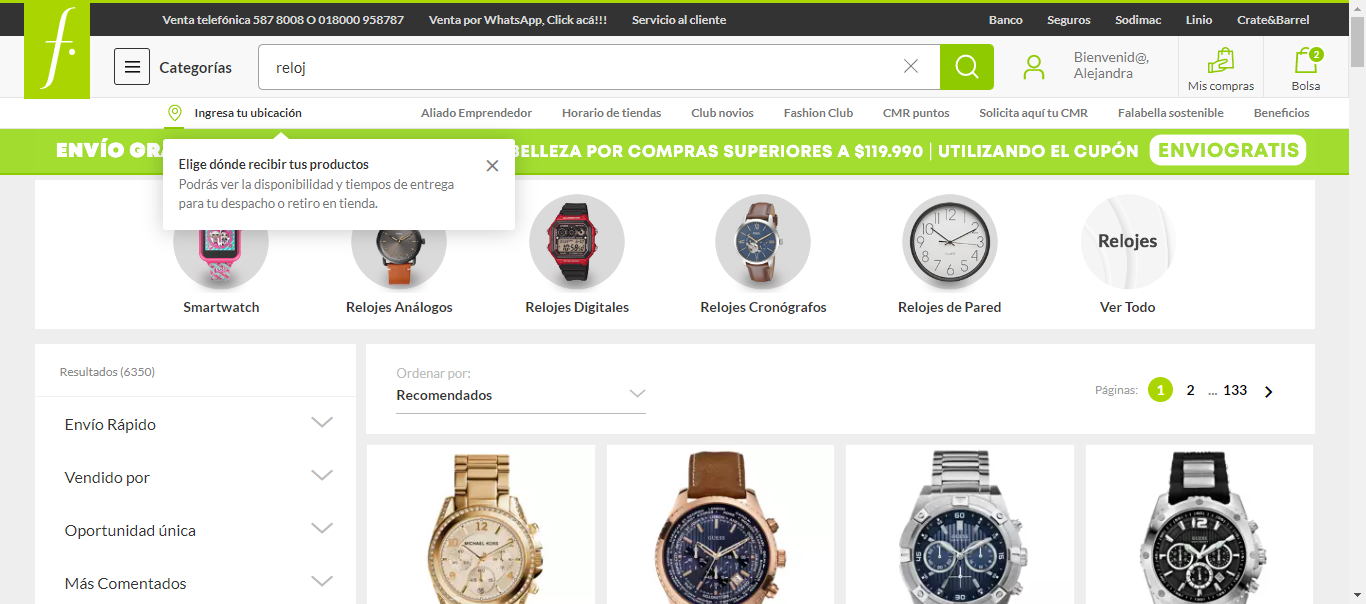 Venta telefónica 587 8008 O 018000 958787 Venta por WhatsApp, Click acá!!! Servicio al cliente Banco Seguros Sodimac Linio Crate&Barrel
f.
Categorías reloj Bienvenid@,
Alejandra
Mis compras 2 Bolsa
Ingresa tu ubicación Aliado Emprendedor Horario de tiendas Club novios Fashion Club CMR puntos Solicita aquí tu CMR Falabella sostenible Beneficios
ENVÍO BELLEZA POR COMPRAS SUPERIORES A $119.990 | UTILIZANDO EL CUPÓN ENVIOGRATIS
Elige dónde recibir tus productos
Podrás ver la disponibilidad y tiempos de entrega
para tu despacho o retiro en tienda.
Relojes
Smartwatch Relojes Análogos Relojes Digitales Relojes Cronógrafos Relojes de Pared Ver Todo
Resultados (6350)
Ordenar por:
Recomendados
Páginas: 1 2 ... 133
Envío Rápido
Vendido por
Oportunidad única
Más Comentados
MICHAEL KORS
GUESS
GUESS
GUESS